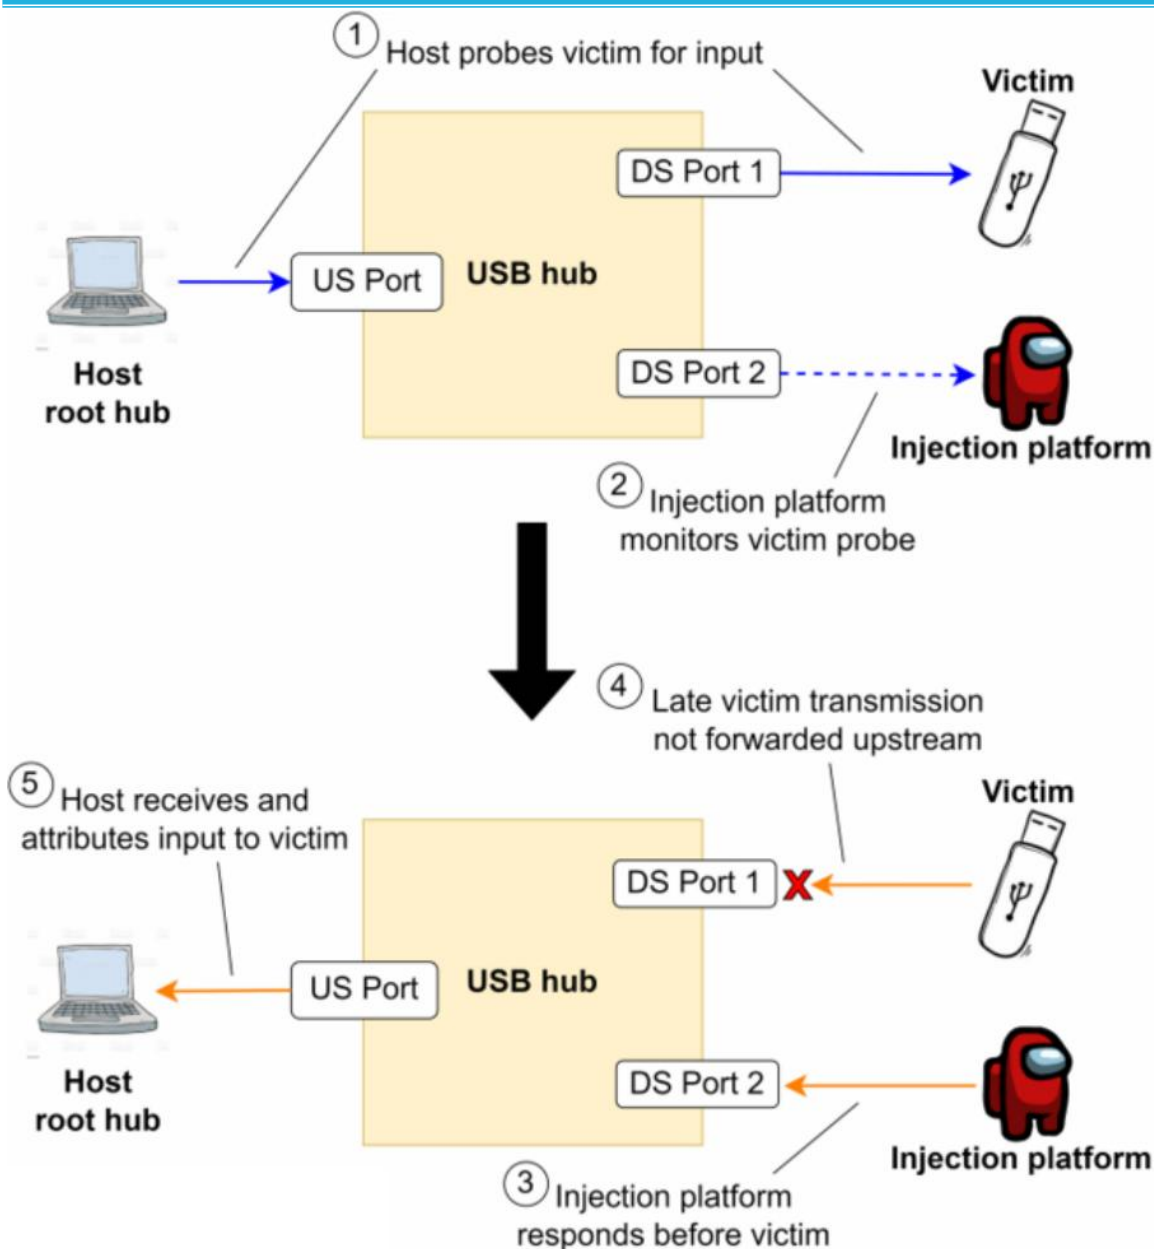 1
Host probes victim for input
Victim
DS Port 1
US Port
USB hub
Host
root hub
DS Port 2
Injection platform
2
Injection platform
monitors victim probe
4
Late victim transmission
not forwarded upstream
5
Host receives and
attributes input to victim
Victim
DS Port 1
US Port
USB hub
Host
root hub
DS Port 2
Injection platform
3
Injection platform
responds before victim